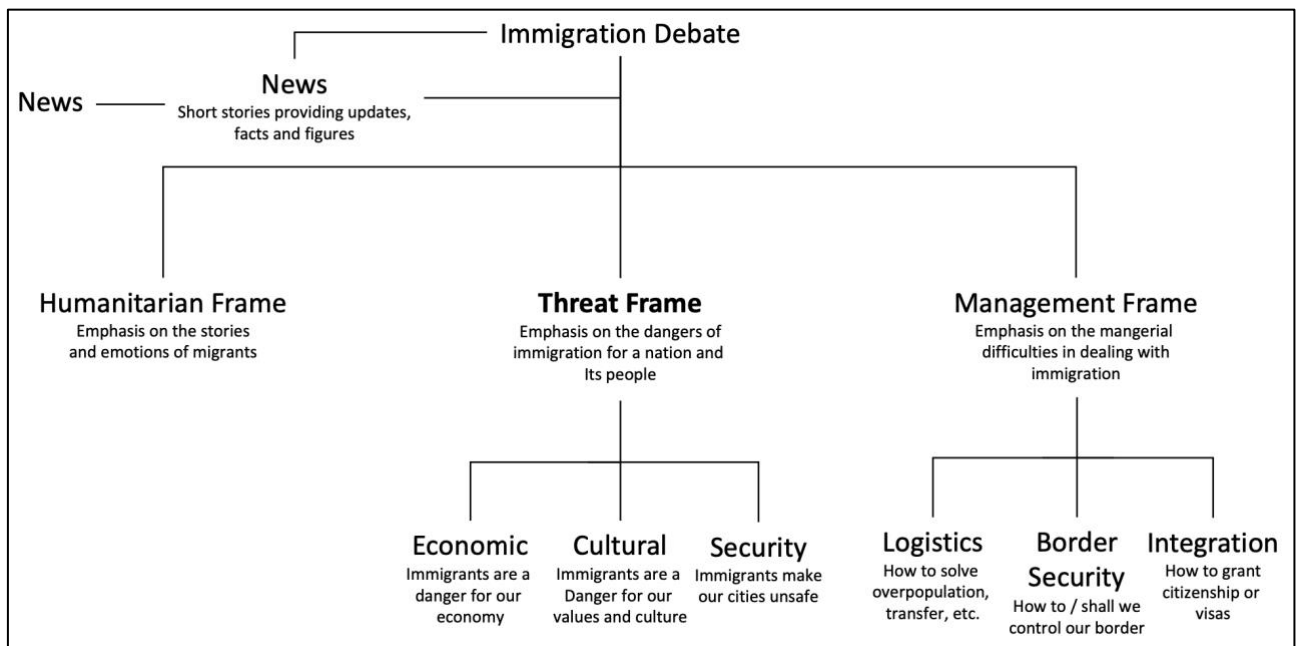 Immigration Debate
News
News
Short stories providing updates,
facts and figures
Humanitarian Frame
Emphasis on the stories
and emotions of migrants
Threat Frame
Emphasis on the dangers of
immigration for a nation and
Its people
Management Frame
Emphasis on the mangerial
difficulties in dealing with
immigration
Economic
Immigrants are a
danger for our
economy
Cultural
Immigrants are a
Danger for our
values and culture
Security
Immigrants make
our cities unsafe
Logistics
How to solve
overpopulation,
transfer, etc.
Border
Security
How to / shall we
control our border
Integration
How to grant
citizenship or
visas